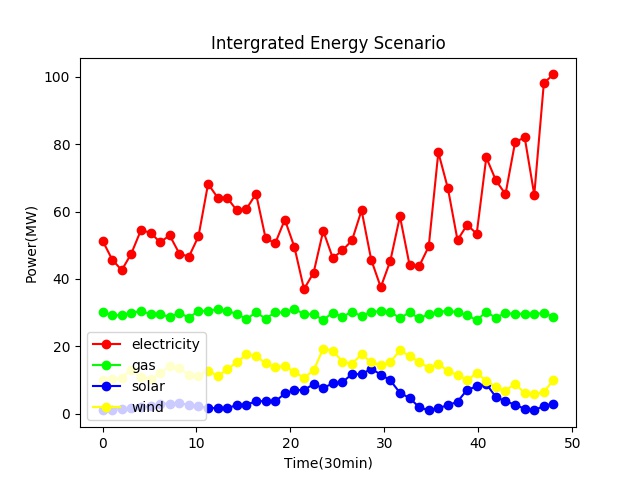 Intergrated Energy Scenario
100
80
60
40
20
0
Power(MW)
electricity
gas
solar
wind
0 10 20 30 40 50
Time(30min)